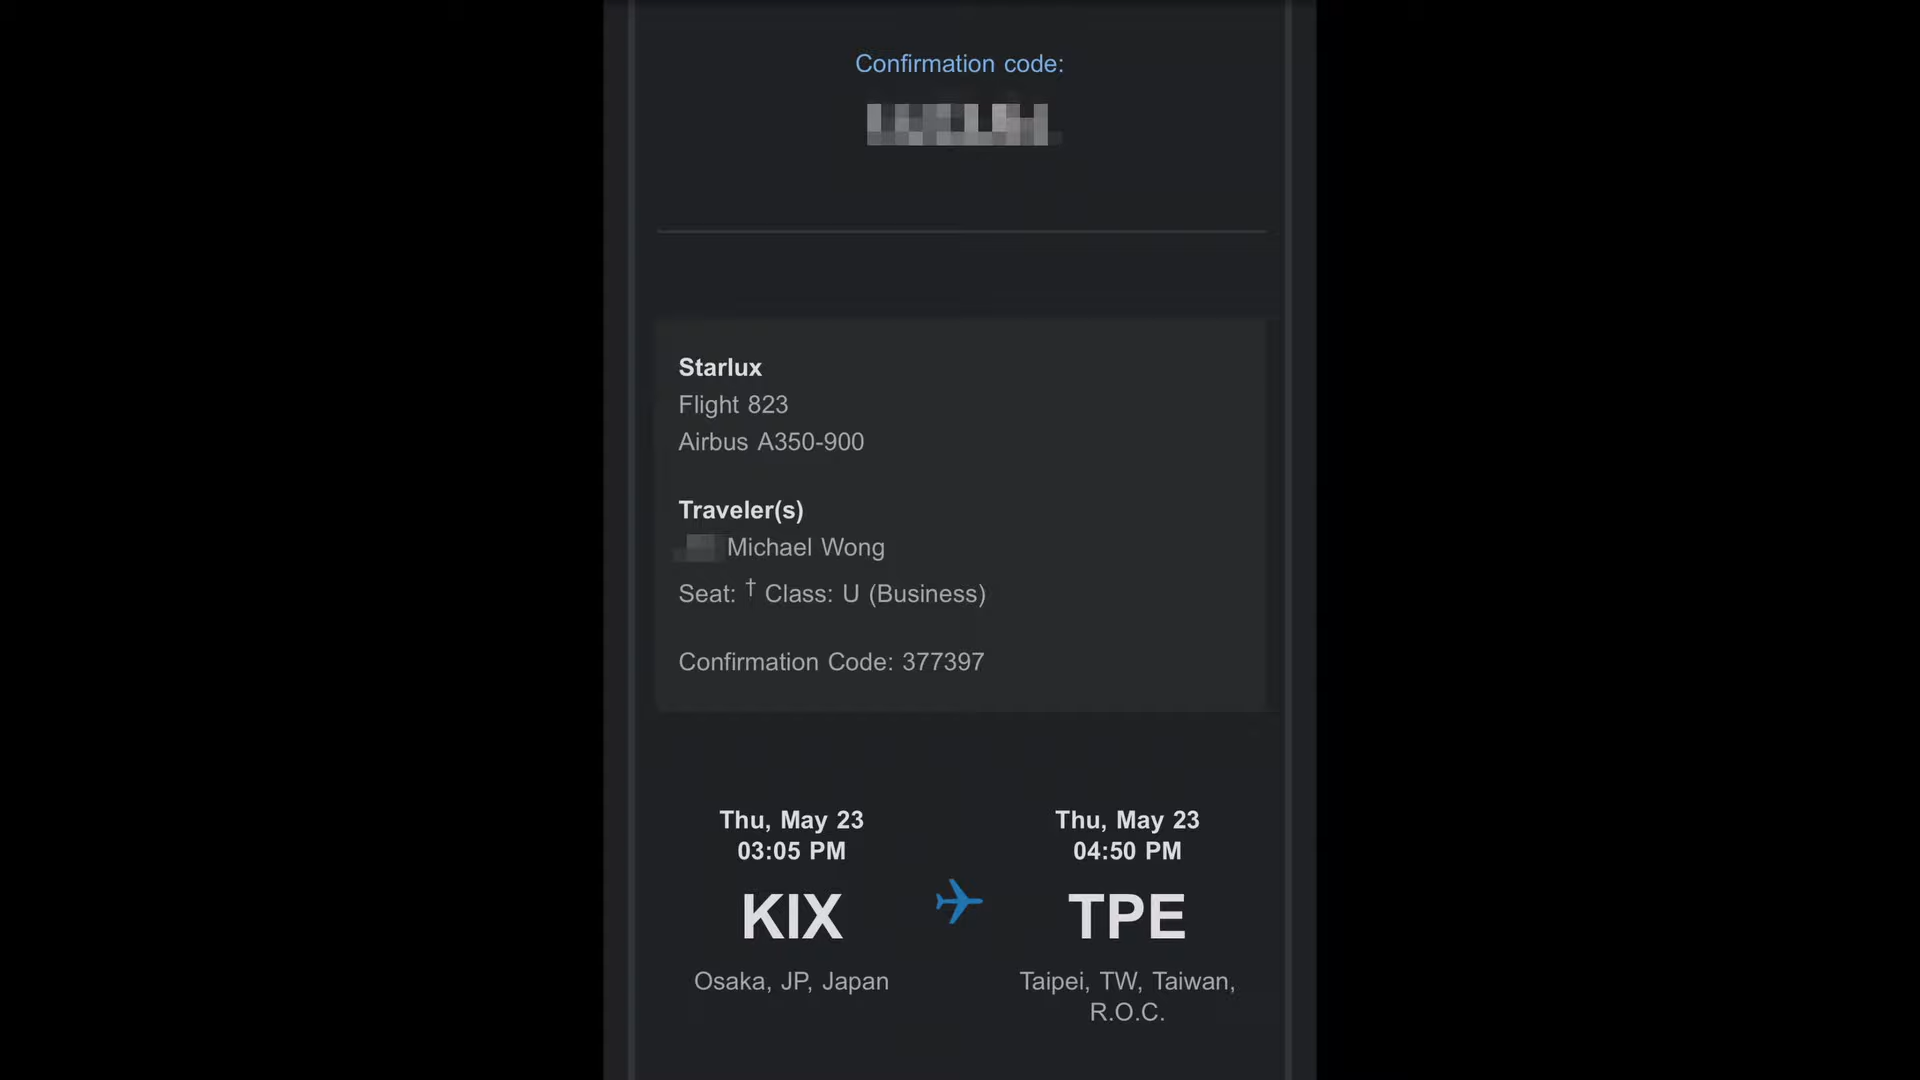 Confirmation code:
Starlux
Flight 823
Airbus A350-900
Traveler(s)
Michael Wong
Seat: † Class: U (Business)
Confirmation Code: 377397
Thu, May 23
03:05 PM
KIX
Osaka, JP, Japan
Thu, May 23
04:50 PM
TPE
Taipei, TW, Taiwan,
R.O.C.